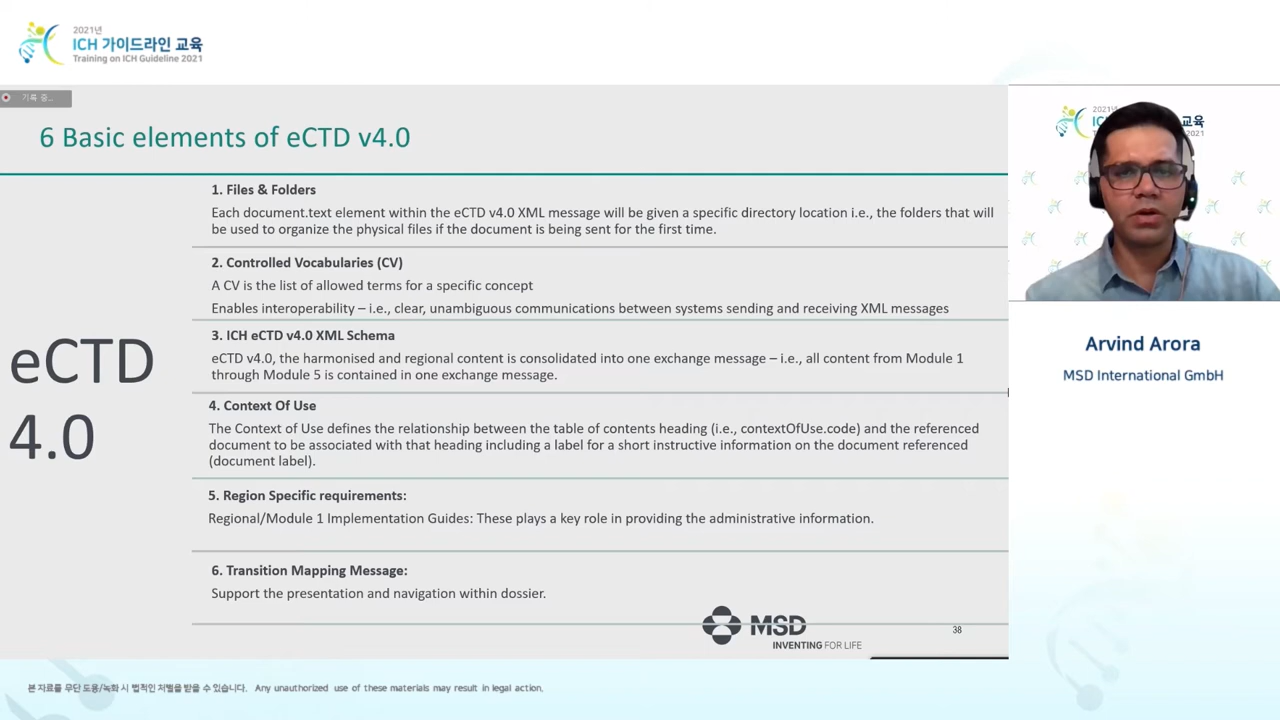 2021년
ICH 가이드라인 교육
Training on ICH Guideline 2021
기록 중...
6 Basic elements of eCTD v4.0
eCTD
4.0
1. Files & Folders
Each document.text element within the eCTD v4.0 XML message will be given a specific directory location i.e., the folders that will
be used to organize the physical files if the document is being sent for the first time.
2. Controlled Vocabularies (CV)
A CV is the list of allowed terms for a specific concept
Enables interoperability – i.e., clear, unambiguous communications between systems sending and receiving XML messages
3. ICH eCTD v4.0 XML Schema
eCTD v4.0, the harmonised and regional content is consolidated into one exchange message – i.e., all content from Module 1
through Module 5 is contained in one exchange message.
4. Context Of Use
The Context of Use defines the relationship between the table of contents heading (i.e., contextOfUse.code) and the referenced
document to be associated with that heading including a label for a short instructive information on the document referenced
(document label).
5. Region Specific requirements:
Regional/Module 1 Implementation Guides: These plays a key role in providing the administrative information.
6. Transition Mapping Message:
Support the presentation and navigation within dossier.
MSD
INVENTING FOR LIFE
38
2021
교육
2021
Arvind Arora
MSD International GmbH
본 자료를 무단 도용/녹화 시 법적인 처벌을 받을 수 있습니다. Any unauthorized use of these materials may result in legal action.